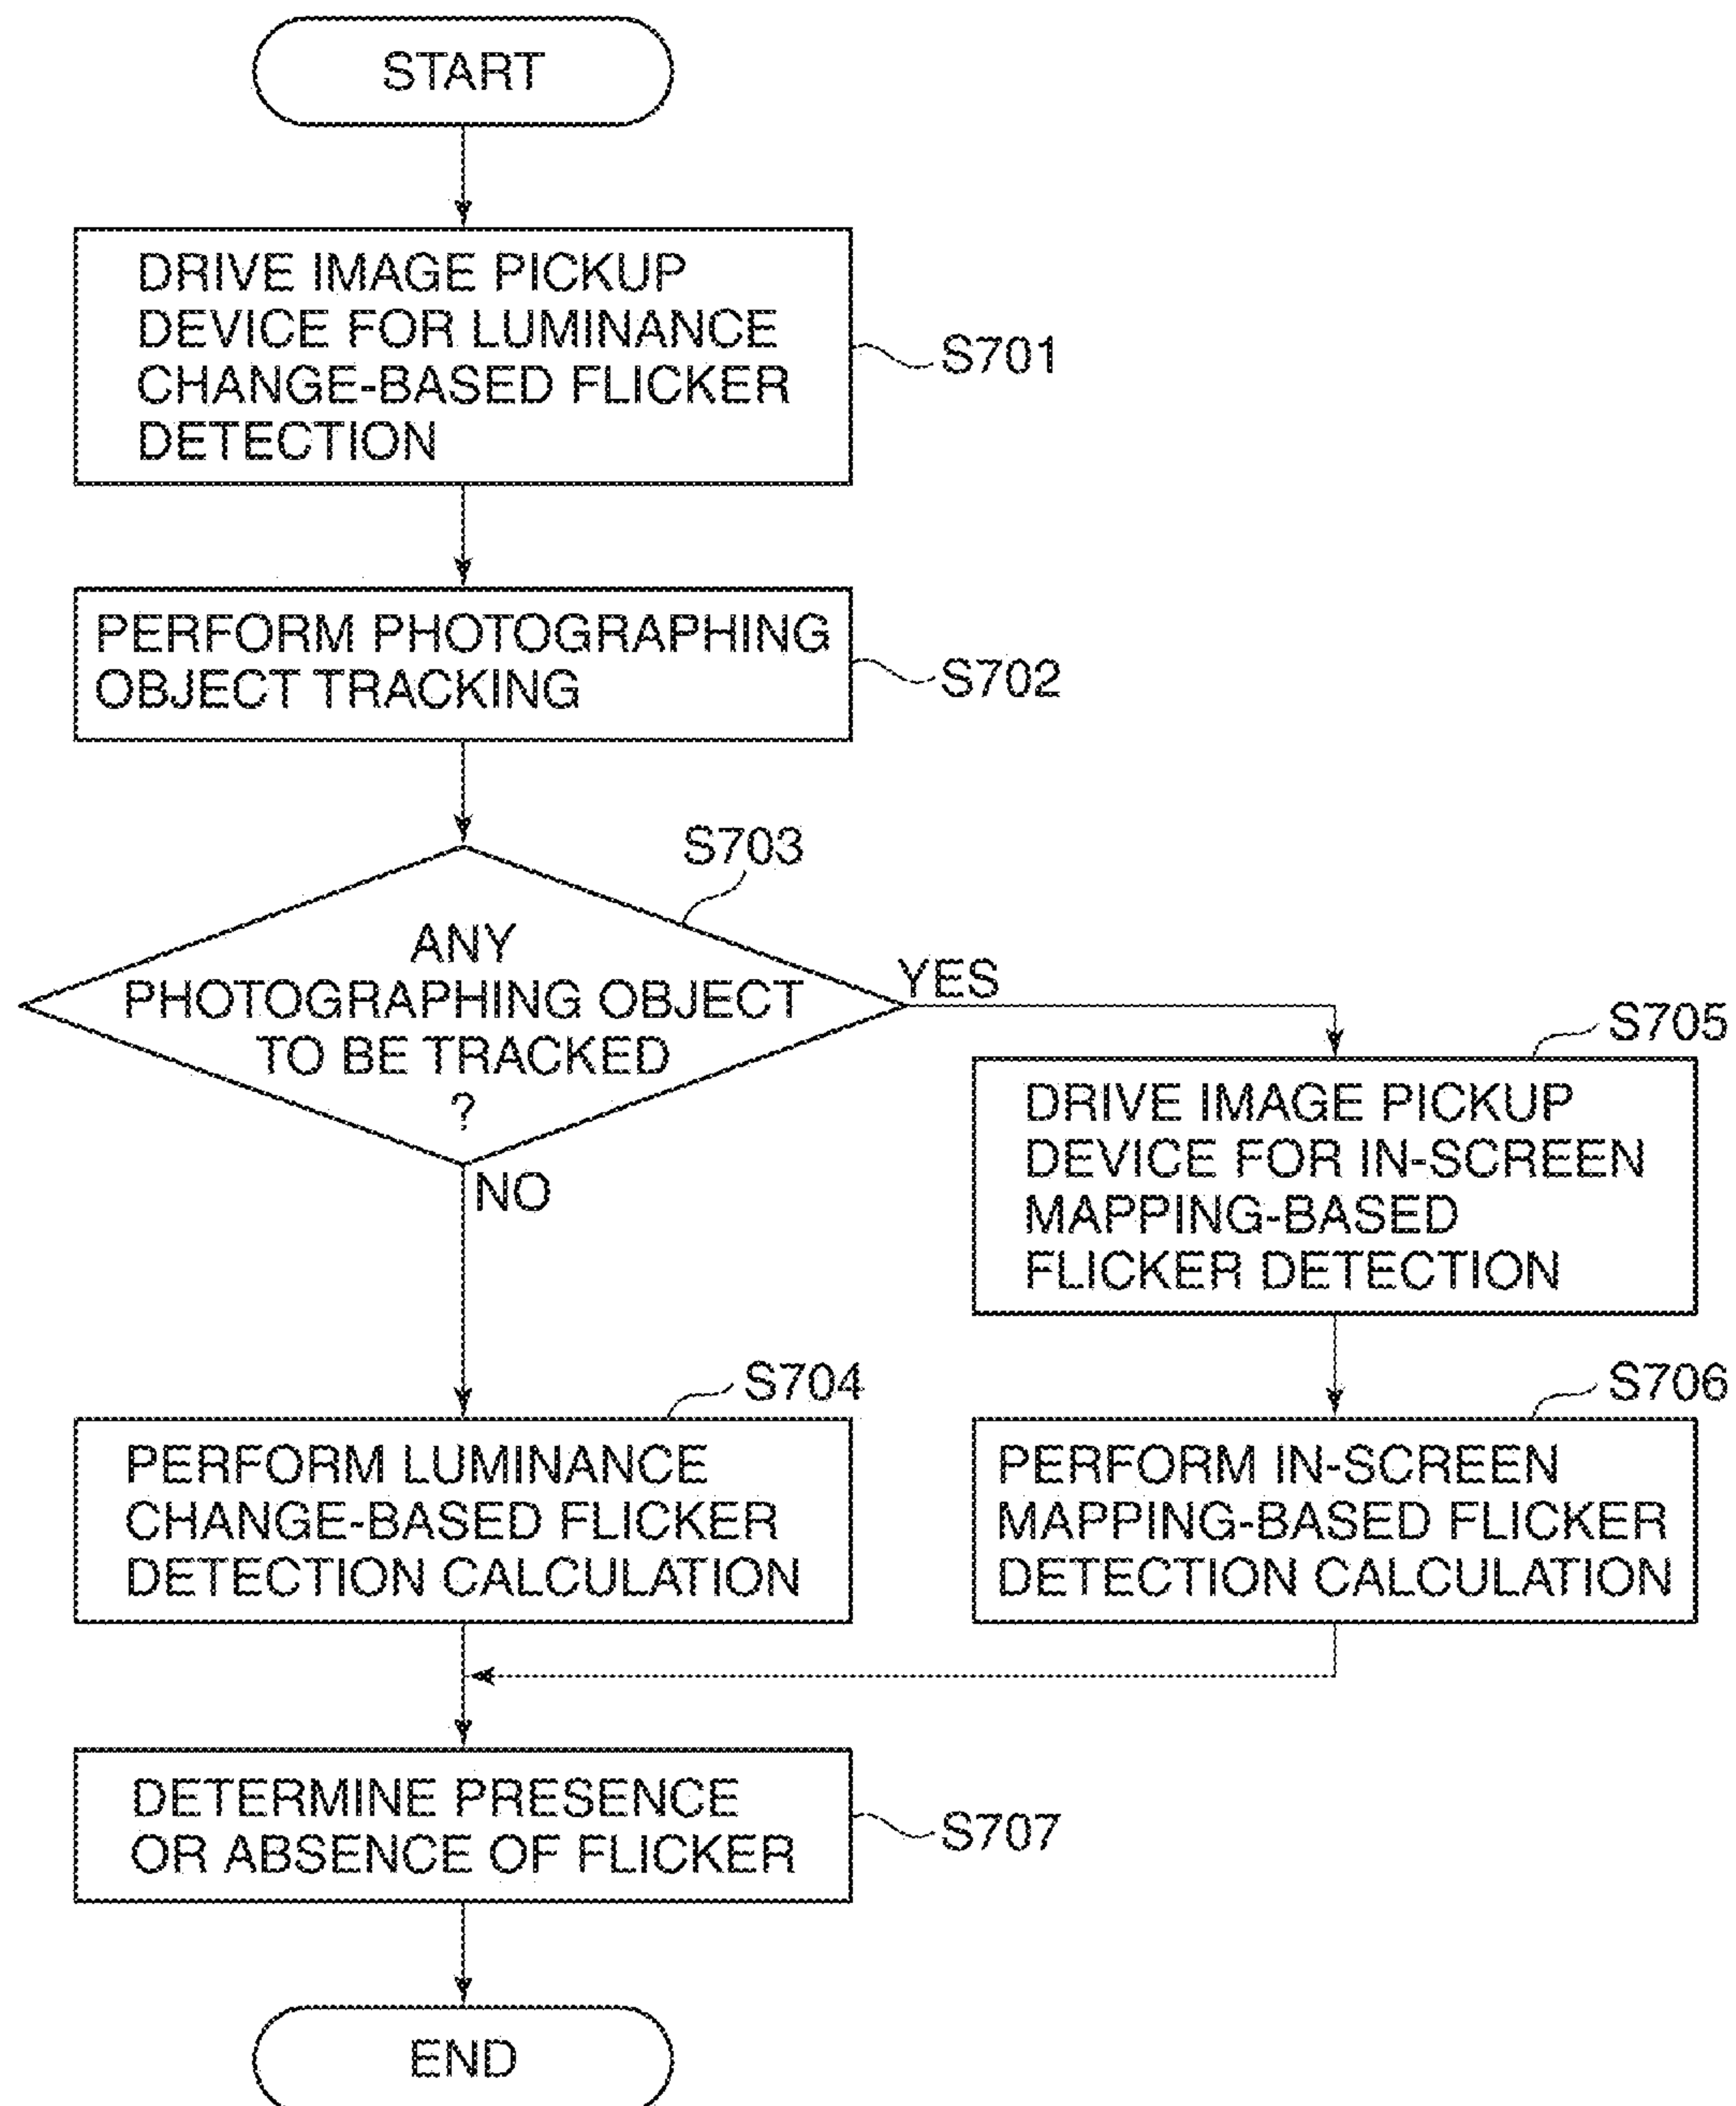 START
DRIVE IMAGE PICKUP
DEVICE FOR LUMINANCE
CHANGE-BASED FLICKER
DETECTION
S701
PERFORM PHOTOGRAPHING
OBJECT TRACKING
S702
S703
ANY
PHOTOGRAPHING OBJECT
TO BE TRACKED
?
YES
NO
S705
DRIVE IMAGE PICKUP
DEVICE FOR IN-SCREEN
MAPPING-BASED
FLICKER DETECTION
S704
PERFORM LUMINANCE
CHANGE-BASED FLICKER
DETECTION CALCULATION
S706
PERFORM IN-SCREEN
MAPPING-BASED FLICKER
DETECTION CALCULATION
DETERMINE PRESENCE
OR ABSENCE OF FLICKER
S707
END